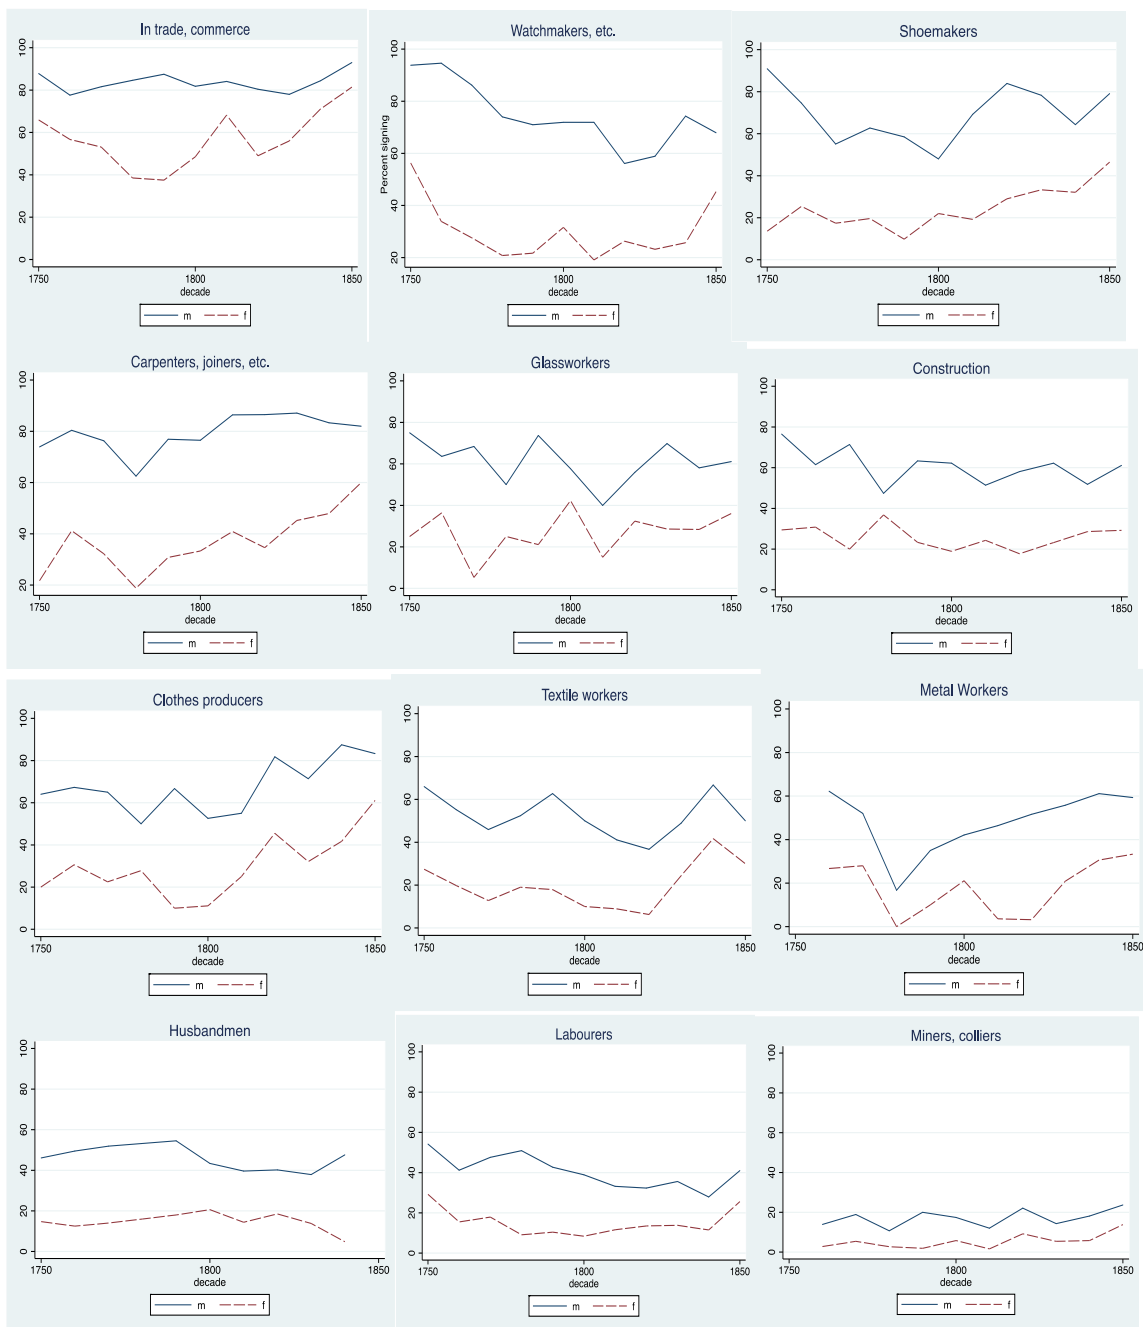 In trade, commerce
100
80
60
40
20
0
1750
1800
1850
decade
m
f
Watchmakers, etc.
Percent signing
100
80
60
40
20
1750
1800
1850
decade
m
f
Shoemakers
100
80
60
40
20
0
1750
1800
1850
decade
m
f
Carpenters, joiners, etc.
100
80
60
40
20
1750
1800
1850
decade
m
f
Glassworkers
100
80
60
40
20
0
1750
1800
1850
decade
m
f
Construction
100
80
60
40
20
0
1750
1800
1850
decade
m
f
Clothes producers
100
80
60
40
20
0
1750
1800
1850
decade
m
f
Textile workers
100
80
60
40
20
0
1750
1800
1850
decade
m
f
Metal Workers
100
80
60
40
20
0
1750
1800
1850
decade
m
f
Husbandmen
100
80
60
40
20
0
1750
1800
1850
decade
m
f
Labourers
100
80
60
40
20
0
1750
1800
1850
decade
m
f
Miners, colliers
100
80
60
40
20
0
1750
1800
1850
decade
m
f